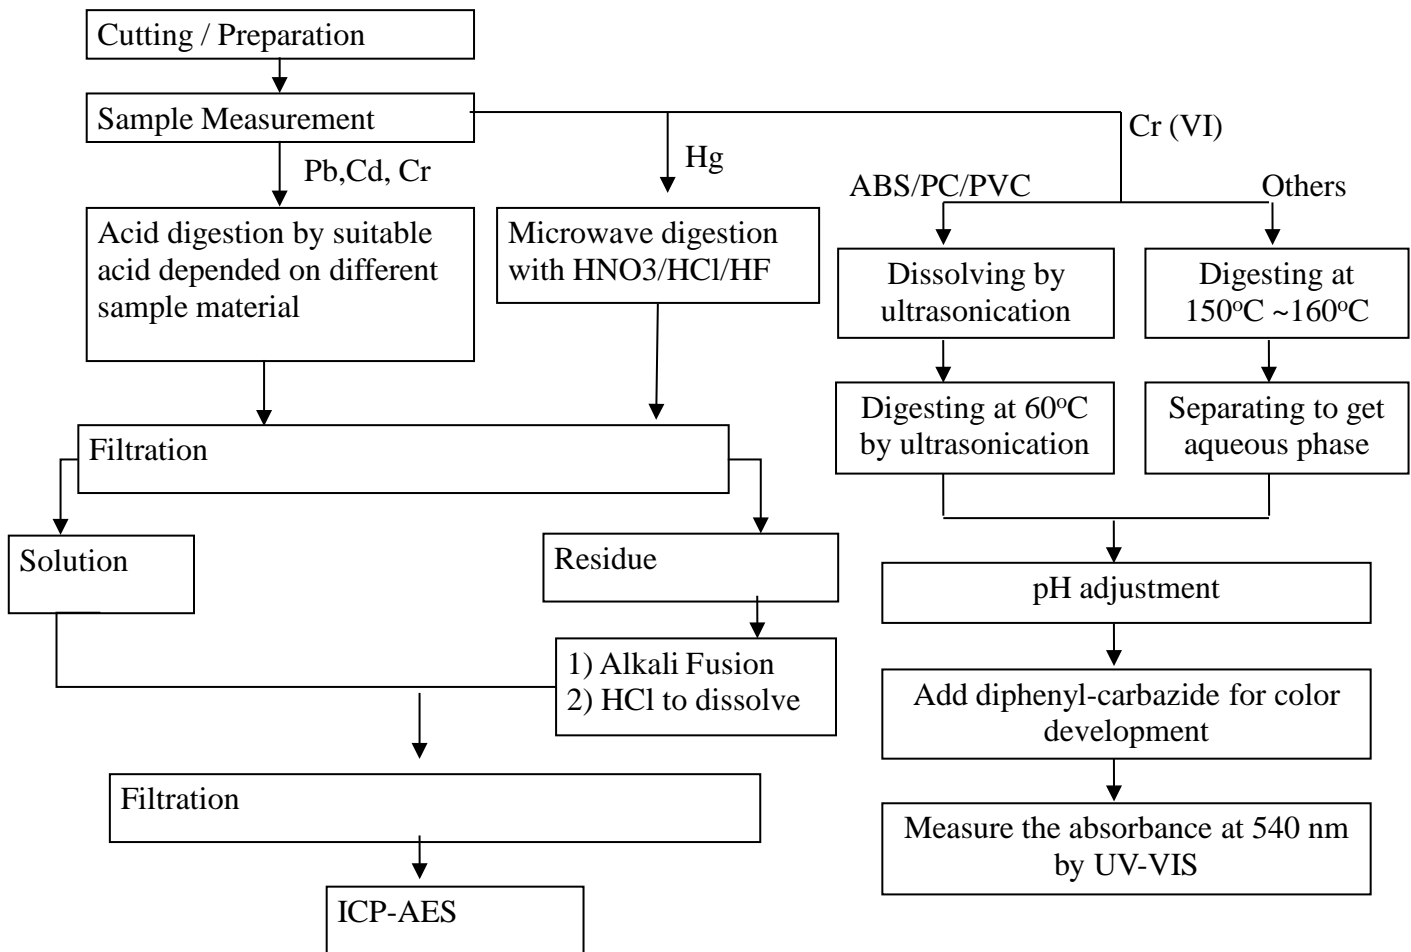 Cutting / Preparation
Sample Measurement
Pb,Cd, Cr
Hg
Cr (VI)
ABS/PC/PVC
Others
Acid digestion by suitable
acid depended on different
sample material
Microwave digestion
with HNO3/HCl/HF
Dissolving by
ultrasonication
Digesting at
150oC ~160oC
Digesting at 60oC
by ultrasonication
Separating to get
aqueous phase
Filtration
Solution
Residue
1) Alkali Fusion
2) HCl to dissolve
pH adjustment
Add diphenyl-carbazide for color
development
Filtration
Measure the absorbance at 540 nm
by UV-VIS
ICP-AES